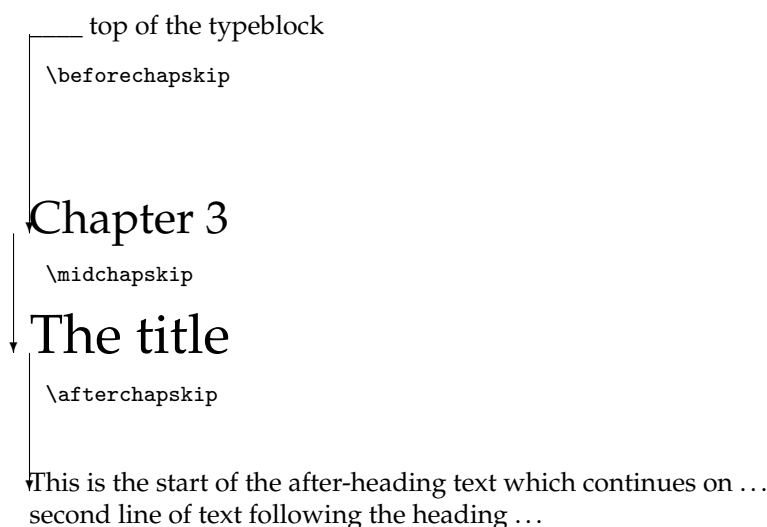 ____ top of the typeblock
\beforechapskip
Chapter 3
\midchapskip
The title
\afterchapskip
This is the start of the after-heading text which continues on …
second line of text following the heading …